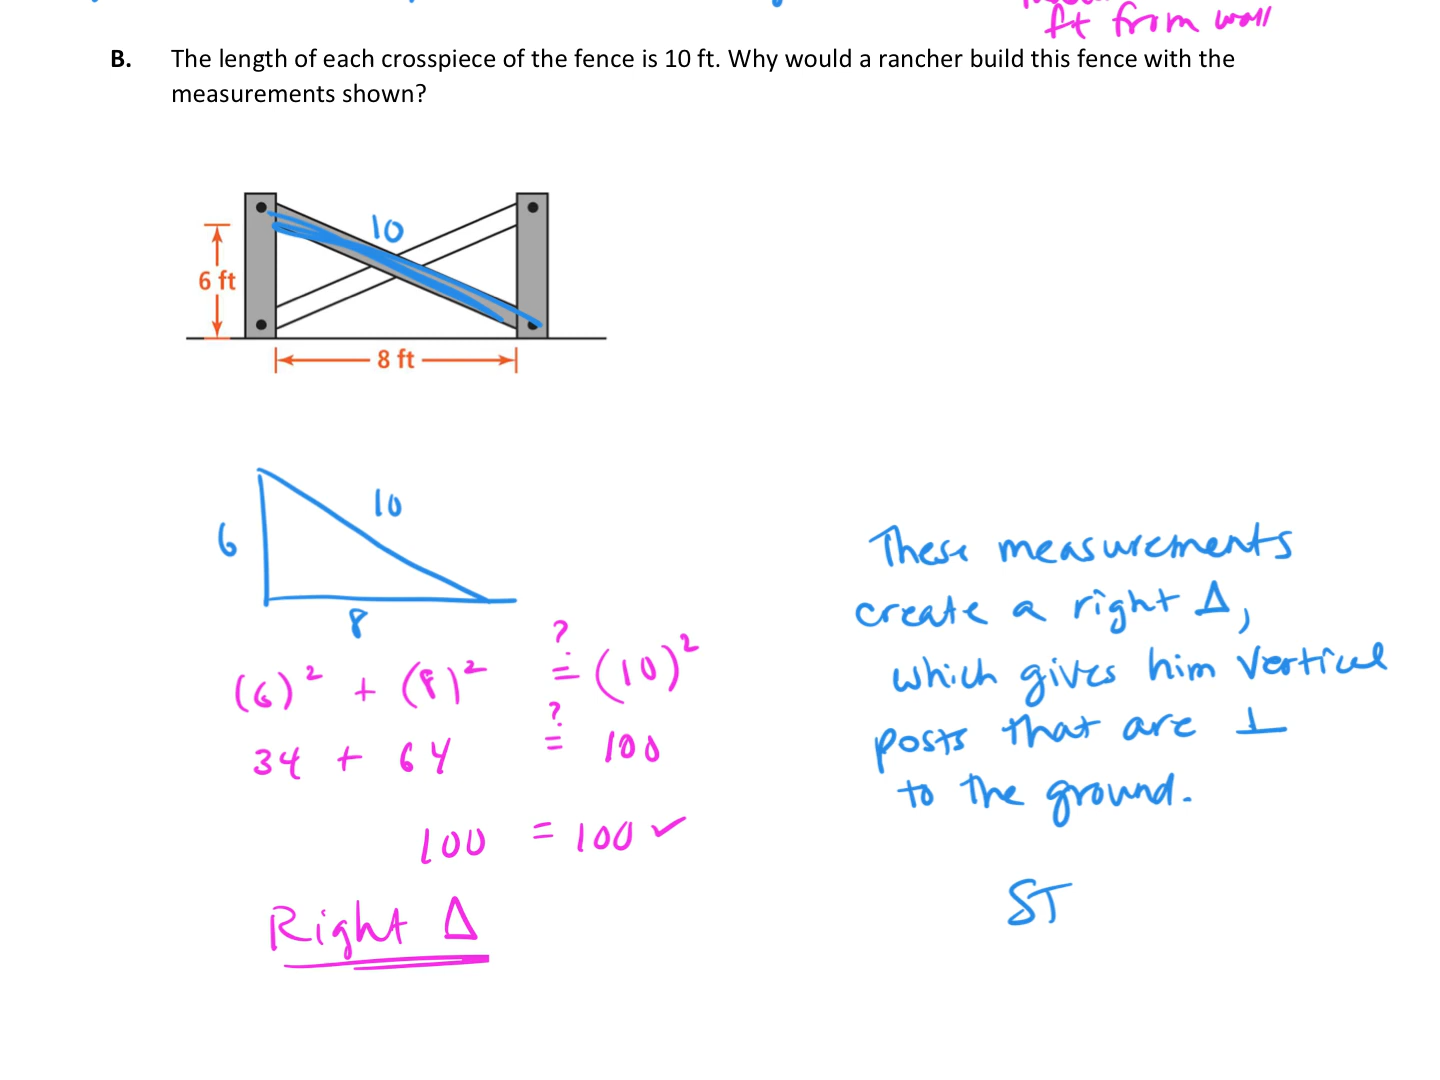 ft from wall
B. The length of each crosspiece of the fence is 10 ft. Why would a rancher build this fence with the
measurements shown?
10
6 ft
8 ft
10
6
8
(6)² + (8)² ≟ (10)²
34 + 64 ≟ 100
100 = 100 ✓
Right Δ
These measurements
create a right Δ,
which gives him vertical
posts that are ⊥
to the ground.
ST